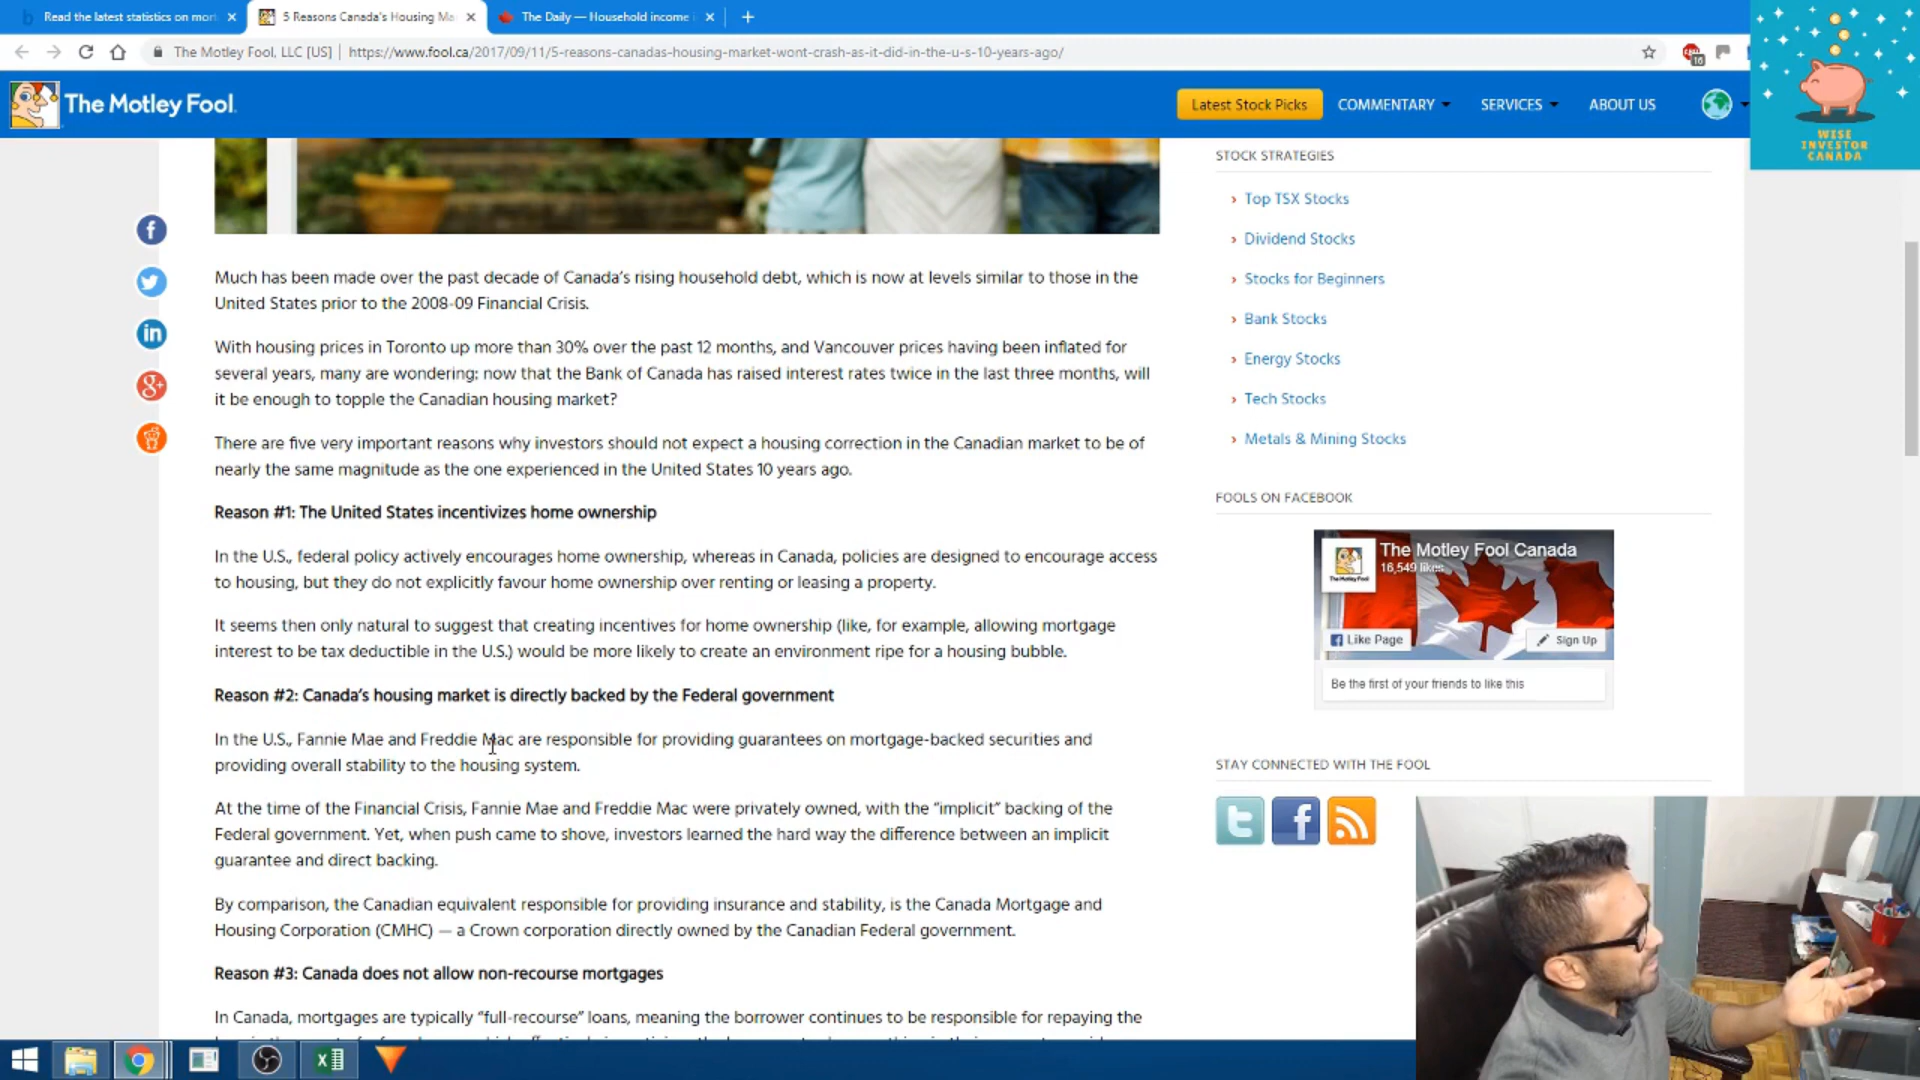 Read the latest statistics on mor
5 Reasons Canada's Housing Ma
The Daily — Household income i
The Motley Fool, LLC [US] | https://www.fool.ca/2017/09/11/5-reasons-canadas-housing-market-wont-crash-as-it-did-in-the-u-s-10-years-ago/
16
The Motley Fool.
Latest Stock Picks
COMMENTARY
SERVICES
ABOUT US
WISE
INVESTOR
CANADA
Much has been made over the past decade of Canada's rising household debt, which is now at levels similar to those in the
United States prior to the 2008-09 Financial Crisis.
With housing prices in Toronto up more than 30% over the past 12 months, and Vancouver prices having been inflated for
several years, many are wondering: now that the Bank of Canada has raised interest rates twice in the last three months, will
it be enough to topple the Canadian housing market?
There are five very important reasons why investors should not expect a housing correction in the Canadian market to be of
nearly the same magnitude as the one experienced in the United States 10 years ago.
Reason #1: The United States incentivizes home ownership
In the U.S., federal policy actively encourages home ownership, whereas in Canada, policies are designed to encourage access
to housing, but they do not explicitly favour home ownership over renting or leasing a property.
It seems then only natural to suggest that creating incentives for home ownership (like, for example, allowing mortgage
interest to be tax deductible in the U.S.) would be more likely to create an environment ripe for a housing bubble.
Reason #2: Canada's housing market is directly backed by the Federal government
In the U.S., Fannie Mae and Freddie Mac are responsible for providing guarantees on mortgage-backed securities and
providing overall stability to the housing system.
At the time of the Financial Crisis, Fannie Mae and Freddie Mac were privately owned, with the "implicit" backing of the
Federal government. Yet, when push came to shove, investors learned the hard way the difference between an implicit
guarantee and direct backing.
By comparison, the Canadian equivalent responsible for providing insurance and stability, is the Canada Mortgage and
Housing Corporation (CMHC) — a Crown corporation directly owned by the Canadian Federal government.
Reason #3: Canada does not allow non-recourse mortgages
In Canada, mortgages are typically "full-recourse" loans, meaning the borrower continues to be responsible for repaying the
STOCK STRATEGIES
Top TSX Stocks
Dividend Stocks
Stocks for Beginners
Bank Stocks
Energy Stocks
Tech Stocks
Metals & Mining Stocks
FOOLS ON FACEBOOK
The Motley Fool Canada
16,549 likes
Like Page
Sign Up
Be the first of your friends to like this
STAY CONNECTED WITH THE FOOL